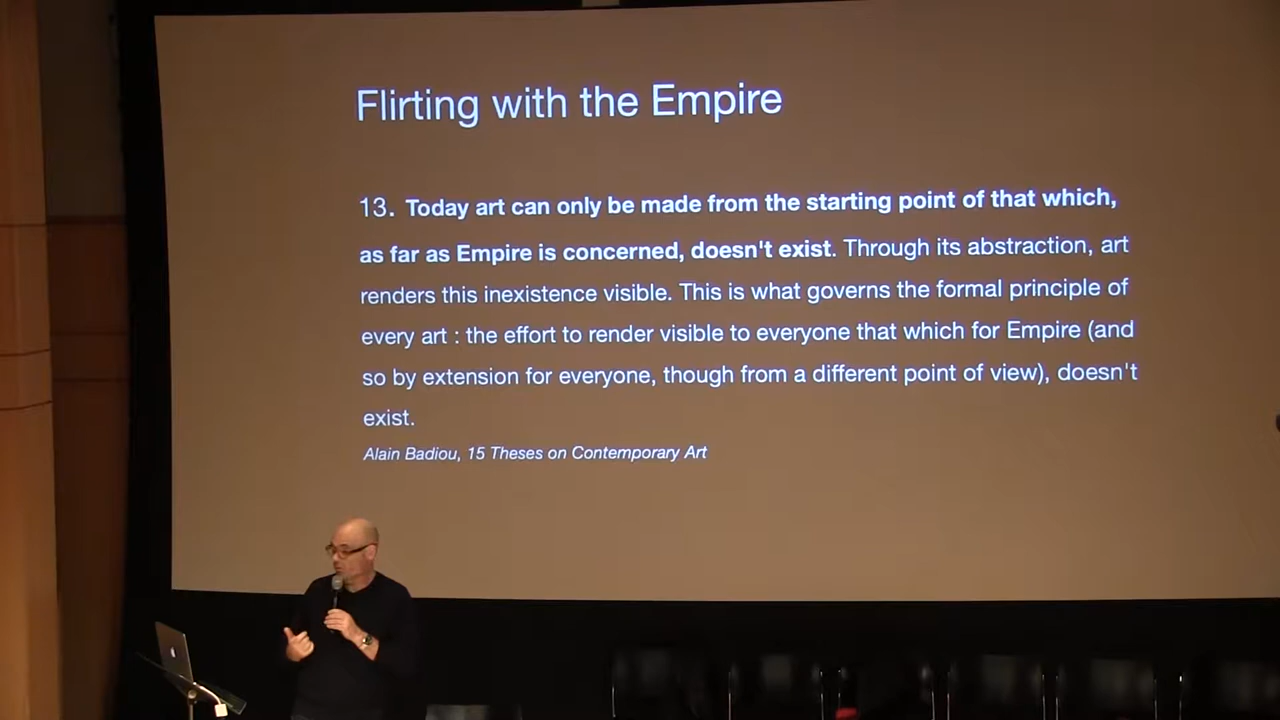 Flirting with the Empire
13. Today art can only be made from the starting point of that which,
as far as Empire is concerned, doesn't exist. Through its abstraction, art
renders this inexistence visible. This is what governs the formal principle of
every art : the effort to render visible to everyone that which for Empire (and
so by extension for everyone, though from a different point of view), doesn't
exist.
Alain Badiou, 15 Theses on Contemporary Art